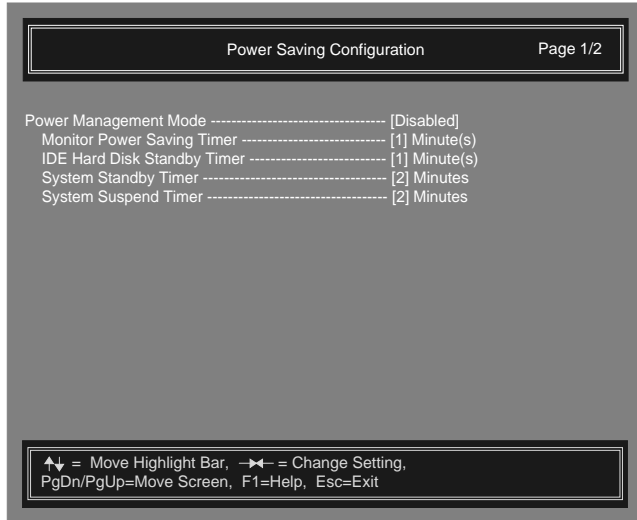 Power Saving Configuration Page 1/2
Power Management Mode --------------------------------- [Disabled]
Monitor Power Saving Timer --------------------------- [1] Minute(s)
IDE Hard Disk Standby Timer -------------------------- [1] Minute(s)
System Standby Timer ----------------------------------- [2] Minutes
System Suspend Timer ---------------------------------- [2] Minutes
↑↓ = Move Highlight Bar, →← = Change Setting,
PgDn/PgUp=Move Screen, F1=Help, Esc=Exit